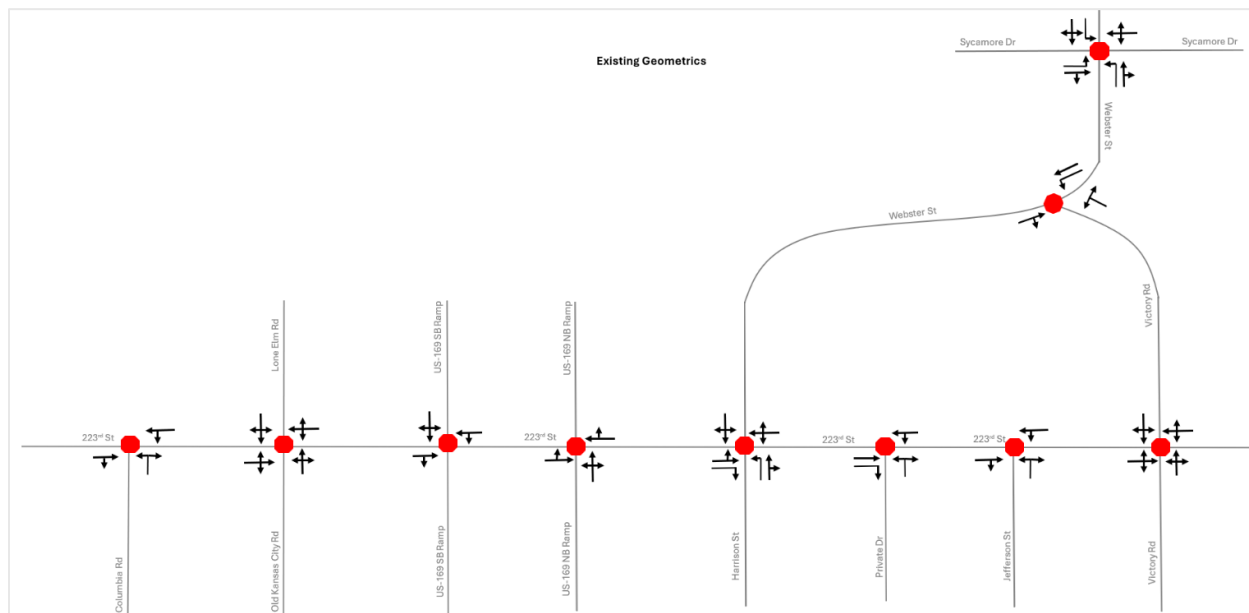 Sycamore Dr
Sycamore Dr
Existing Geometrics
Webster St
Webster St
Lone Elm Rd
US-169 SB Ramp
US-169 NB Ramp
Victory Rd
223rd St
223rd St
223rd St
223rd St
Columbia Rd
Old Kansas City Rd
US-169 SB Ramp
US-169 NB Ramp
Harrison St
Private Dr
Jefferson St
Victory Rd